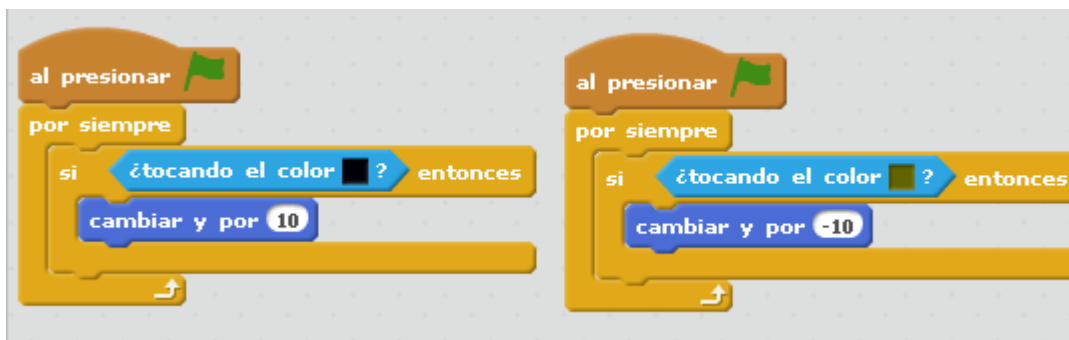 al presionar
por siempre
si ¿tocando el color ? entonces
cambiar y por 10
al presionar
por siempre
si ¿tocando el color ? entonces
cambiar y por -10